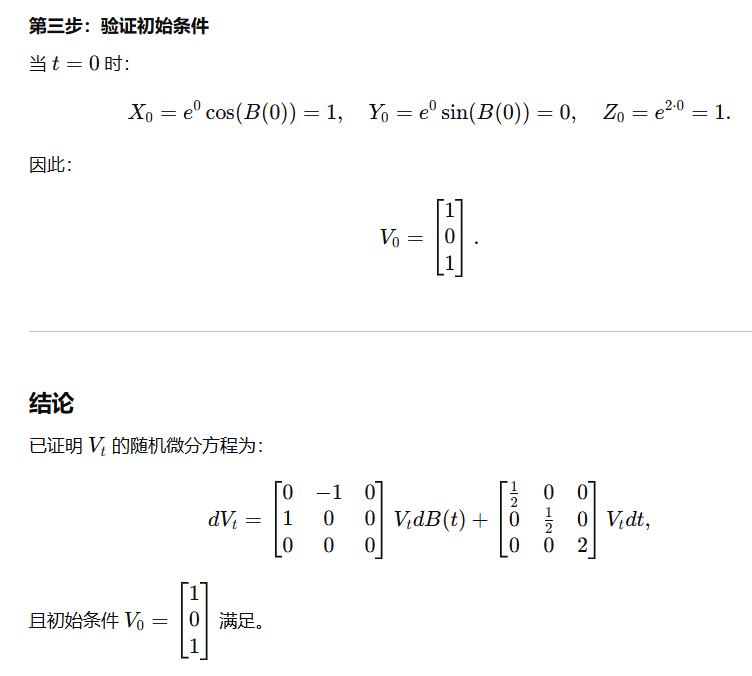 第三步：验证初始条件
当 $t = 0$ 时：
$X_0 = e^0 \cos(B(0)) = 1, \quad Y_0 = e^0 \sin(B(0)) = 0, \quad Z_0 = e^{2 \cdot 0} = 1.$
因此：
$V_0 = \begin{bmatrix} 1 \\ 0 \\ 1 \end{bmatrix}.$
结论
已证明 $V_t$ 的随机微分方程为：
$dV_t = \begin{bmatrix} 0 & -1 & 0 \\ 1 & 0 & 0 \\ 0 & 0 & 0 \end{bmatrix} V_t dB(t) + \begin{bmatrix} \frac{1}{2} & 0 & 0 \\ 0 & \frac{1}{2} & 0 \\ 0 & 0 & 2 \end{bmatrix} V_t dt,$
且初始条件 $V_0 = \begin{bmatrix} 1 \\ 0 \\ 1 \end{bmatrix}$ 满足。